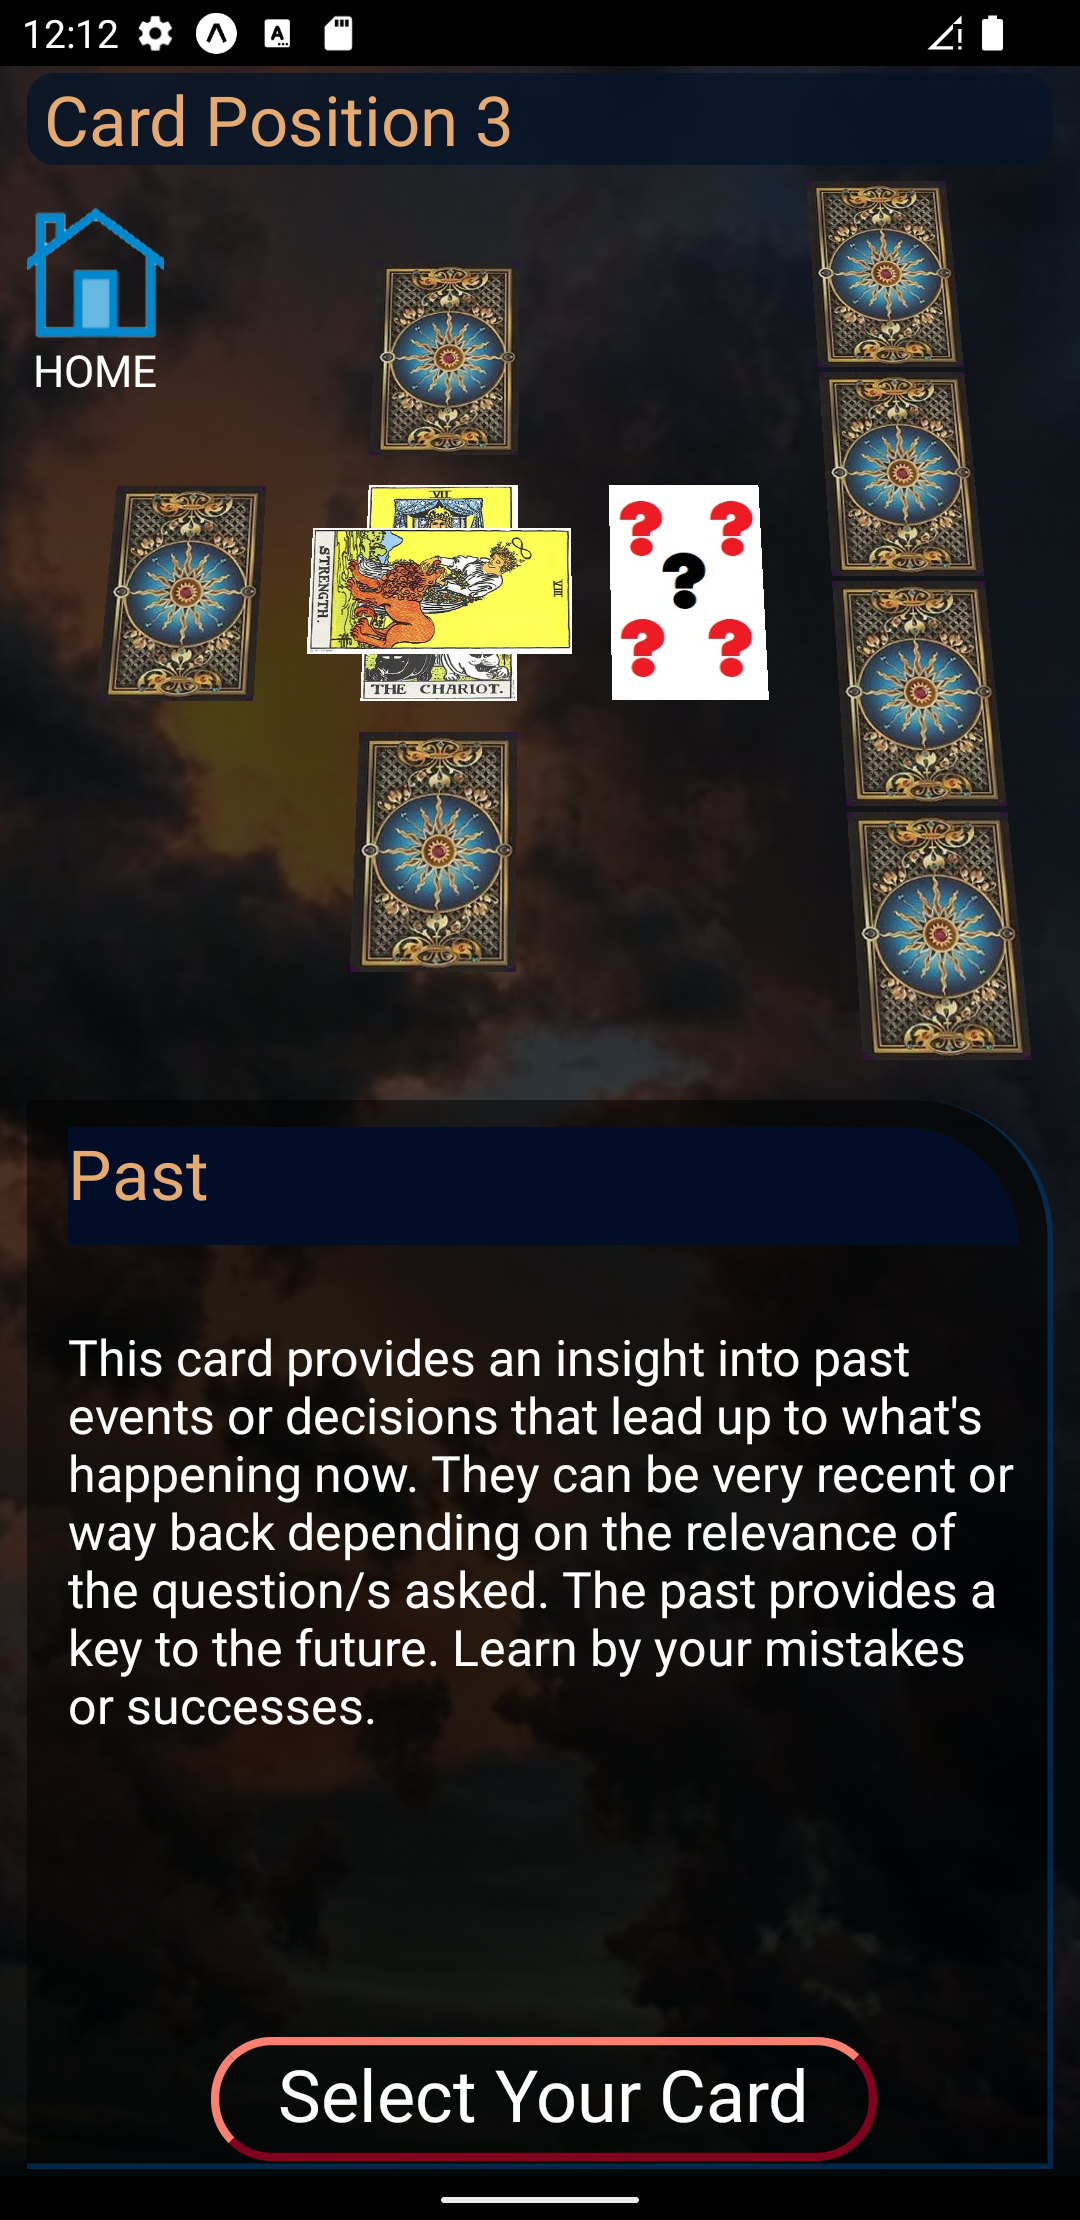 12:12
Card Position 3
HOME
VII
STRENGTH.
VIII
THE CHARIOT.
? ?
?
? ?
Past
This card provides an insight into past
events or decisions that lead up to what's
happening now. They can be very recent or
way back depending on the relevance of
the question/s asked. The past provides a
key to the future. Learn by your mistakes
or successes.
Select Your Card